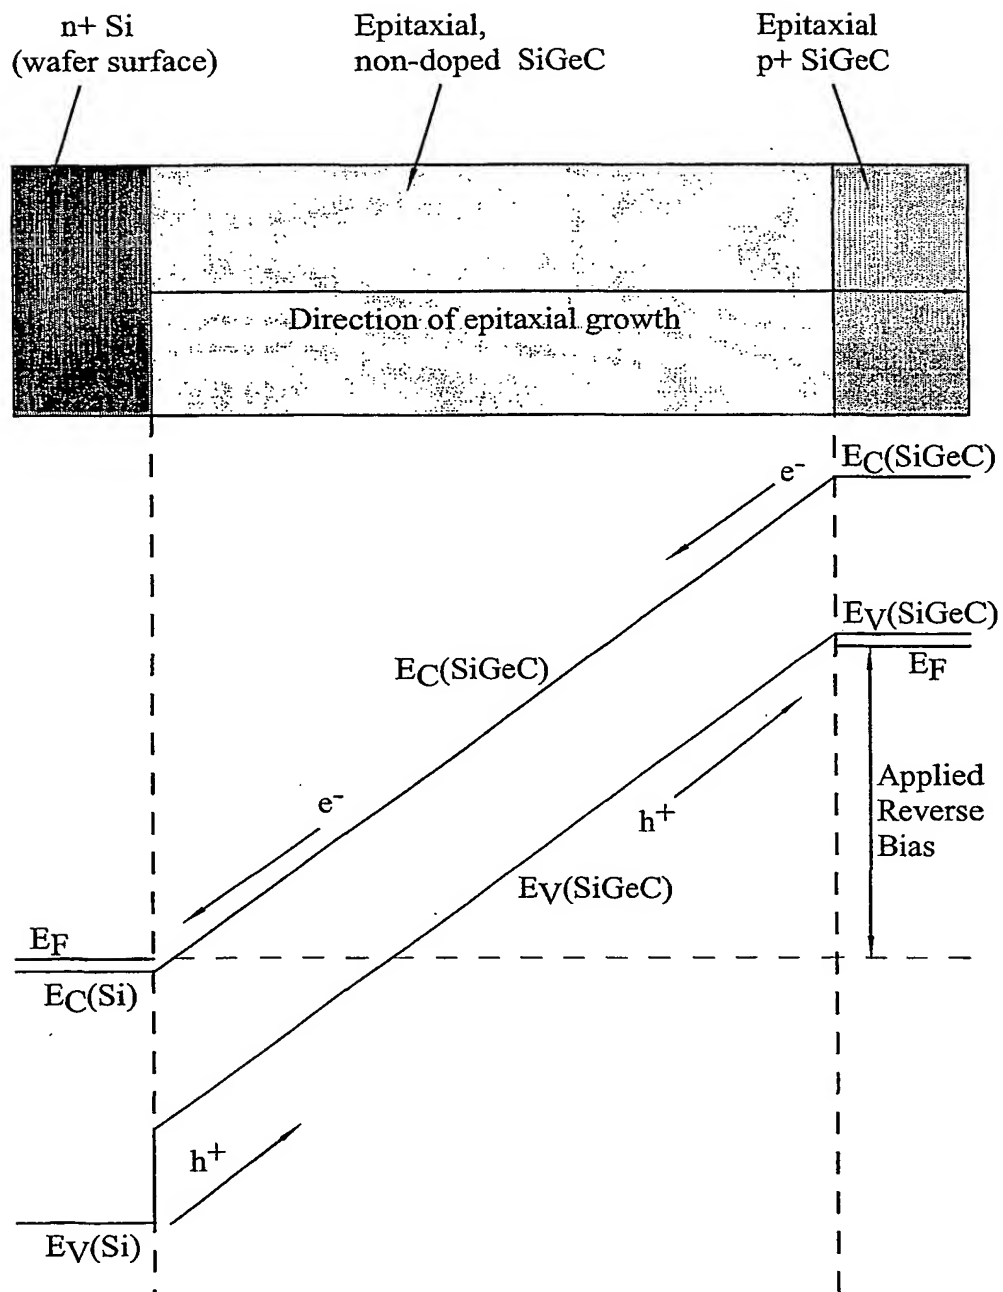 n+ Si
(wafer surface)
Epitaxial,
non-doped SiGeC
Epitaxial
p+ SiGeC
Direction of epitaxial growth
EC(SiGeC)
e-
EV(SiGeC)
EF
EC(SiGeC)
Applied
Reverse
Bias
e-
h+
EV(SiGeC)
EF
EC(Si)
h+
EV(Si)